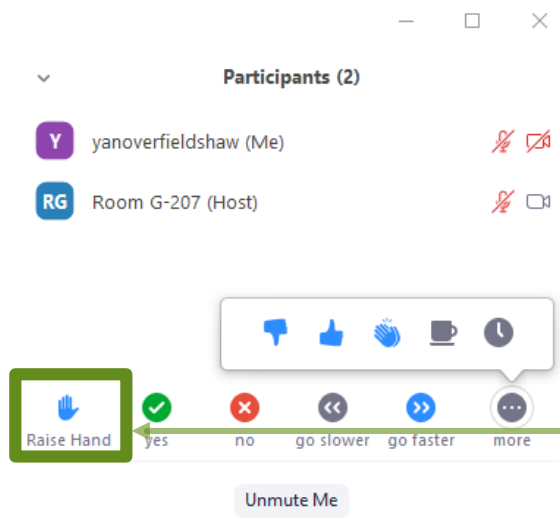 Participants (2)
Y yanoverfieldshaw (Me)
RG Room G-207 (Host)
Raise Hand yes no go slower go faster more
Unmute Me